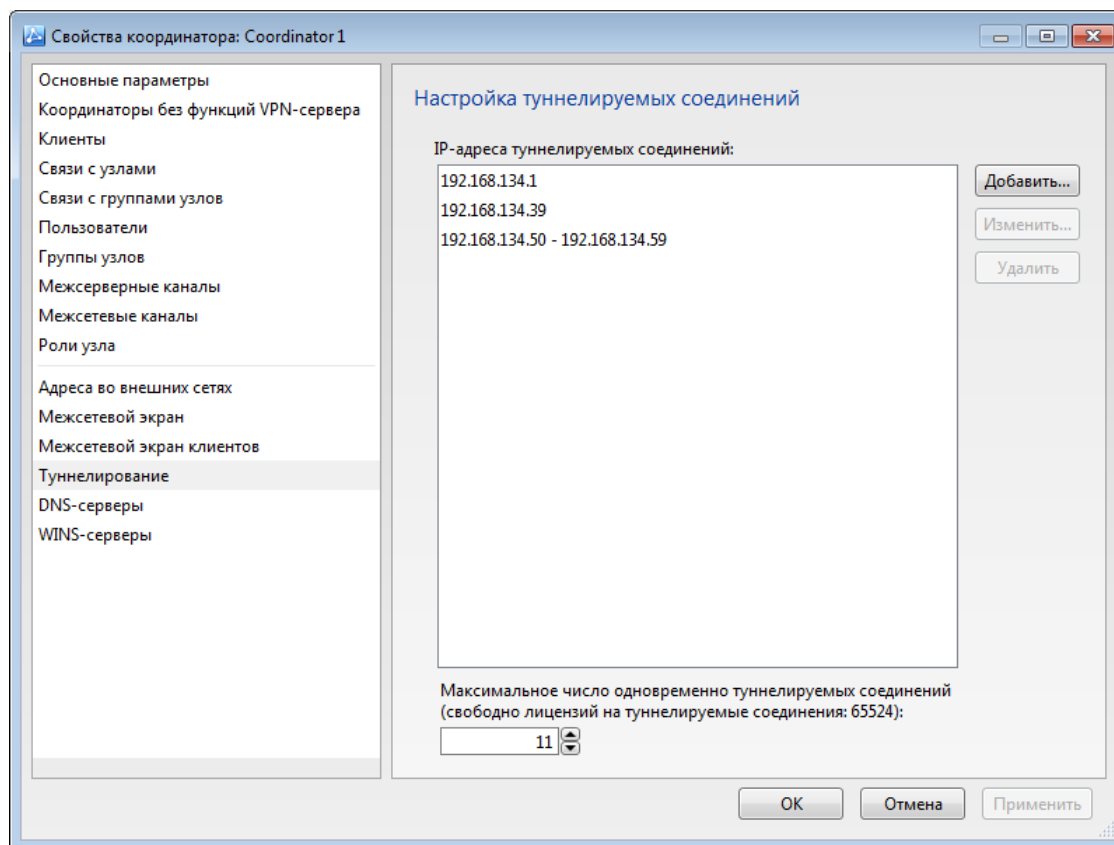 Свойства координатора: Coordinator 1
Основные параметры
Координаторы без функций VPN-сервера
Клиенты
Связи с узлами
Связи с группами узлов
Пользователи
Группы узлов
Межсерверные каналы
Межсетевые каналы
Роли узла
Адреса во внешних сетях
Межсетевой экран
Межсетевой экран клиентов
Туннелирование
DNS-серверы
WINS-серверы
Настройка туннелируемых соединений
IP-адреса туннелируемых соединений:
192.168.134.1
192.168.134.39
192.168.134.50 - 192.168.134.59
Добавить...
Изменить...
Удалить
Максимальное число одновременно туннелируемых соединений
(свободно лицензий на туннелируемые соединения: 65524):
11
ОК
Отмена
Применить